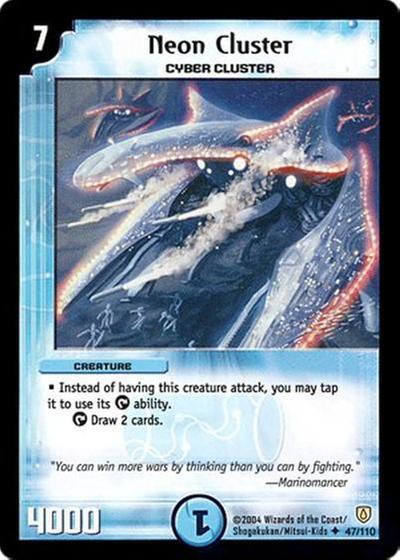 7
Neon Cluster
CYBER CLUSTER
CREATURE
▪ Instead of having this creature attack, you may tap
it to use its ability.
Draw 2 cards.
"You can win more wars by thinking than you can by fighting."
—Marinomancer
4000
1
©2004 Wizards of the Coast/
Shogakukan/Mitsui-Kids ✦ 47/110